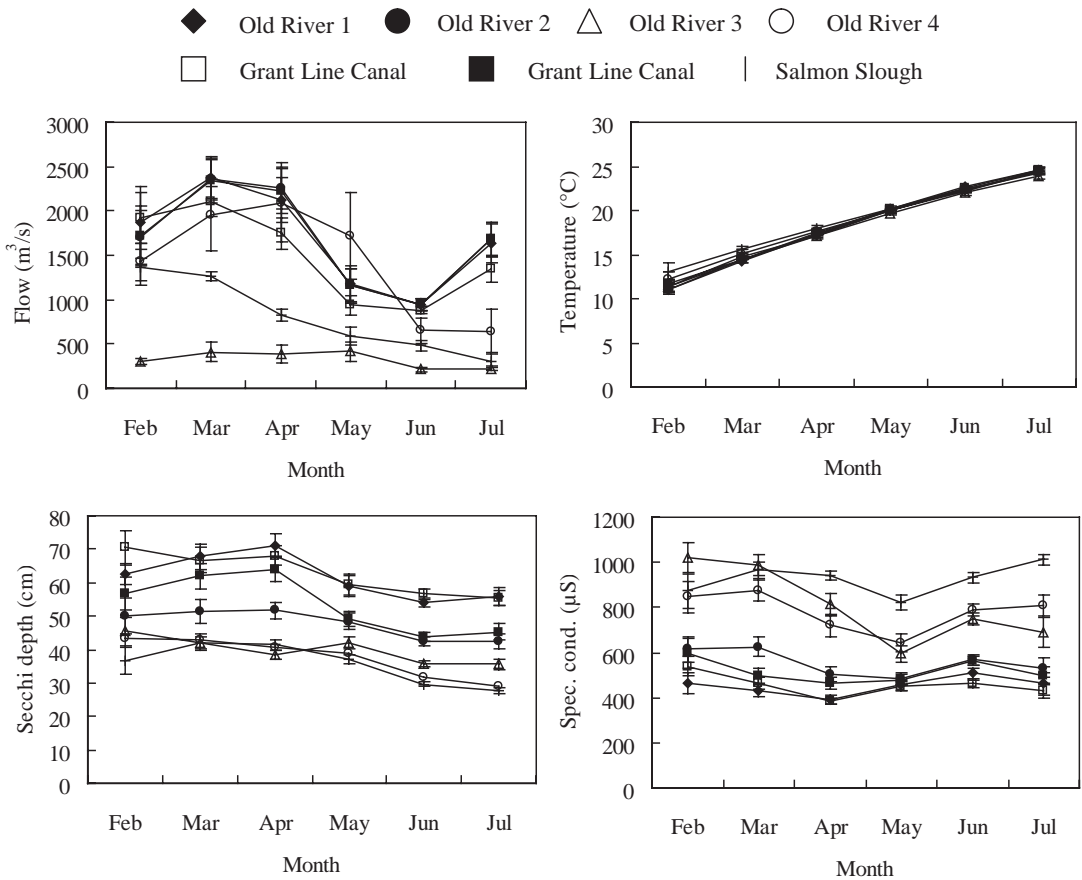 Old River 1 Old River 2 Old River 3 Old River 4
Grant Line Canal Grant Line Canal Salmon Slough
Flow (m³/s)
3000
2500
2000
1500
1000
500
0
Feb Mar Apr May Jun Jul
Month
Temperature (°C)
30
25
20
15
10
5
0
Feb Mar Apr May Jun Jul
Month
Secchi depth (cm)
80
70
60
50
40
30
20
10
0
Feb Mar Apr May Jun Jul
Month
Spec. cond. (µS)
1200
1000
800
600
400
200
0
Feb Mar Apr May Jun Jul
Month